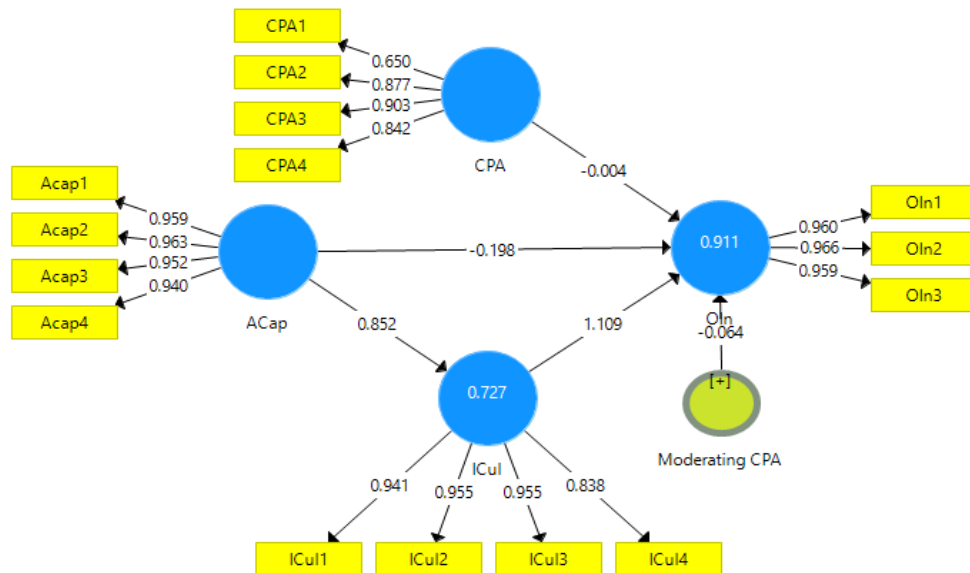 CPA1
CPA2
CPA3
CPA4
0.650
0.877
0.903
0.842
CPA
-0.004
Acap1
Acap2
Acap3
Acap4
0.959
0.963
0.952
0.940
ACap
-0.198
0.852
0.911
OIn
0.960
0.966
0.959
OIn1
OIn2
OIn3
1.109
-0.064
[+]
Moderating CPA
0.727
ICul
0.941
0.955
0.955
0.838
ICul1
ICul2
ICul3
ICul4